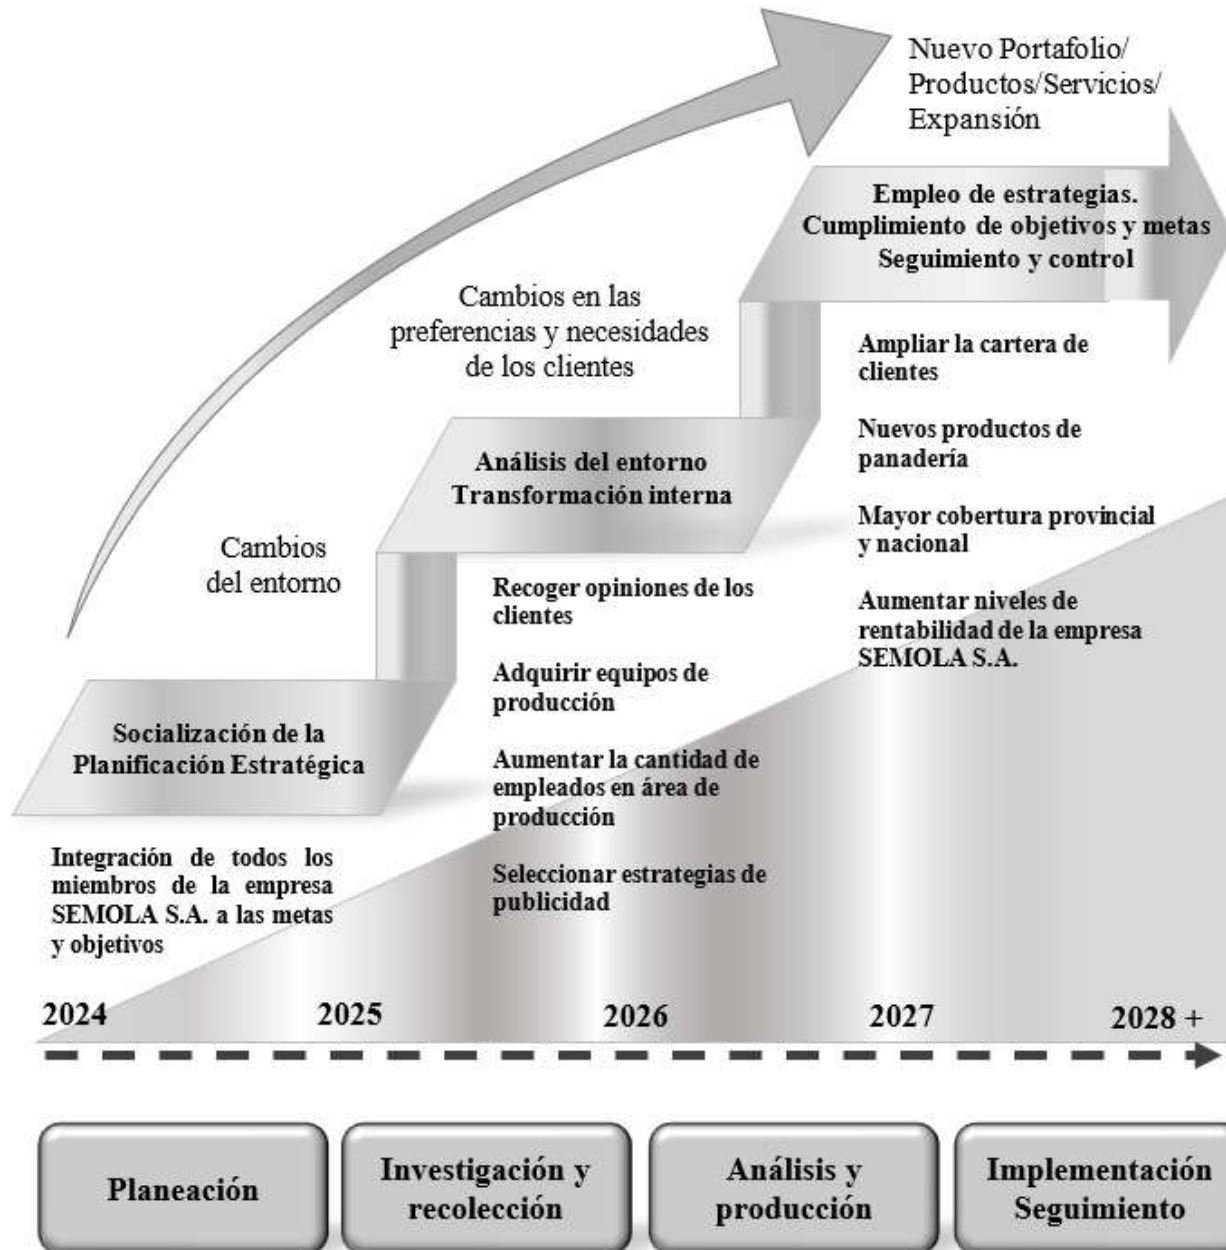 Nuevo Portafolio/
Productos/Servicios/
Expansión
Empleo de estrategias.
Cumplimiento de objetivos y metas
Seguimiento y control
Cambios en las
preferencias y necesidades
de los clientes
Ampliar la cartera de
clientes
Nuevos productos de
panadería
Mayor cobertura provincial
y nacional
Aumentar niveles de
rentabilidad de la empresa
SEMOLA S.A.
Análisis del entorno
Transformación interna
Cambios
del entorno
Recoger opiniones de los
clientes
Adquirir equipos de
producción
Aumentar la cantidad de
empleados en área de
producción
Seleccionar estrategias de
publicidad
Socialización de la
Planificación Estratégica
Integración de todos los
miembros de la empresa
SEMOLA S.A. a las metas
y objetivos
2024 2025 2026 2027 2028 +
Planeación
Investigación y
recolección
Análisis y
producción
Implementación
Seguimiento